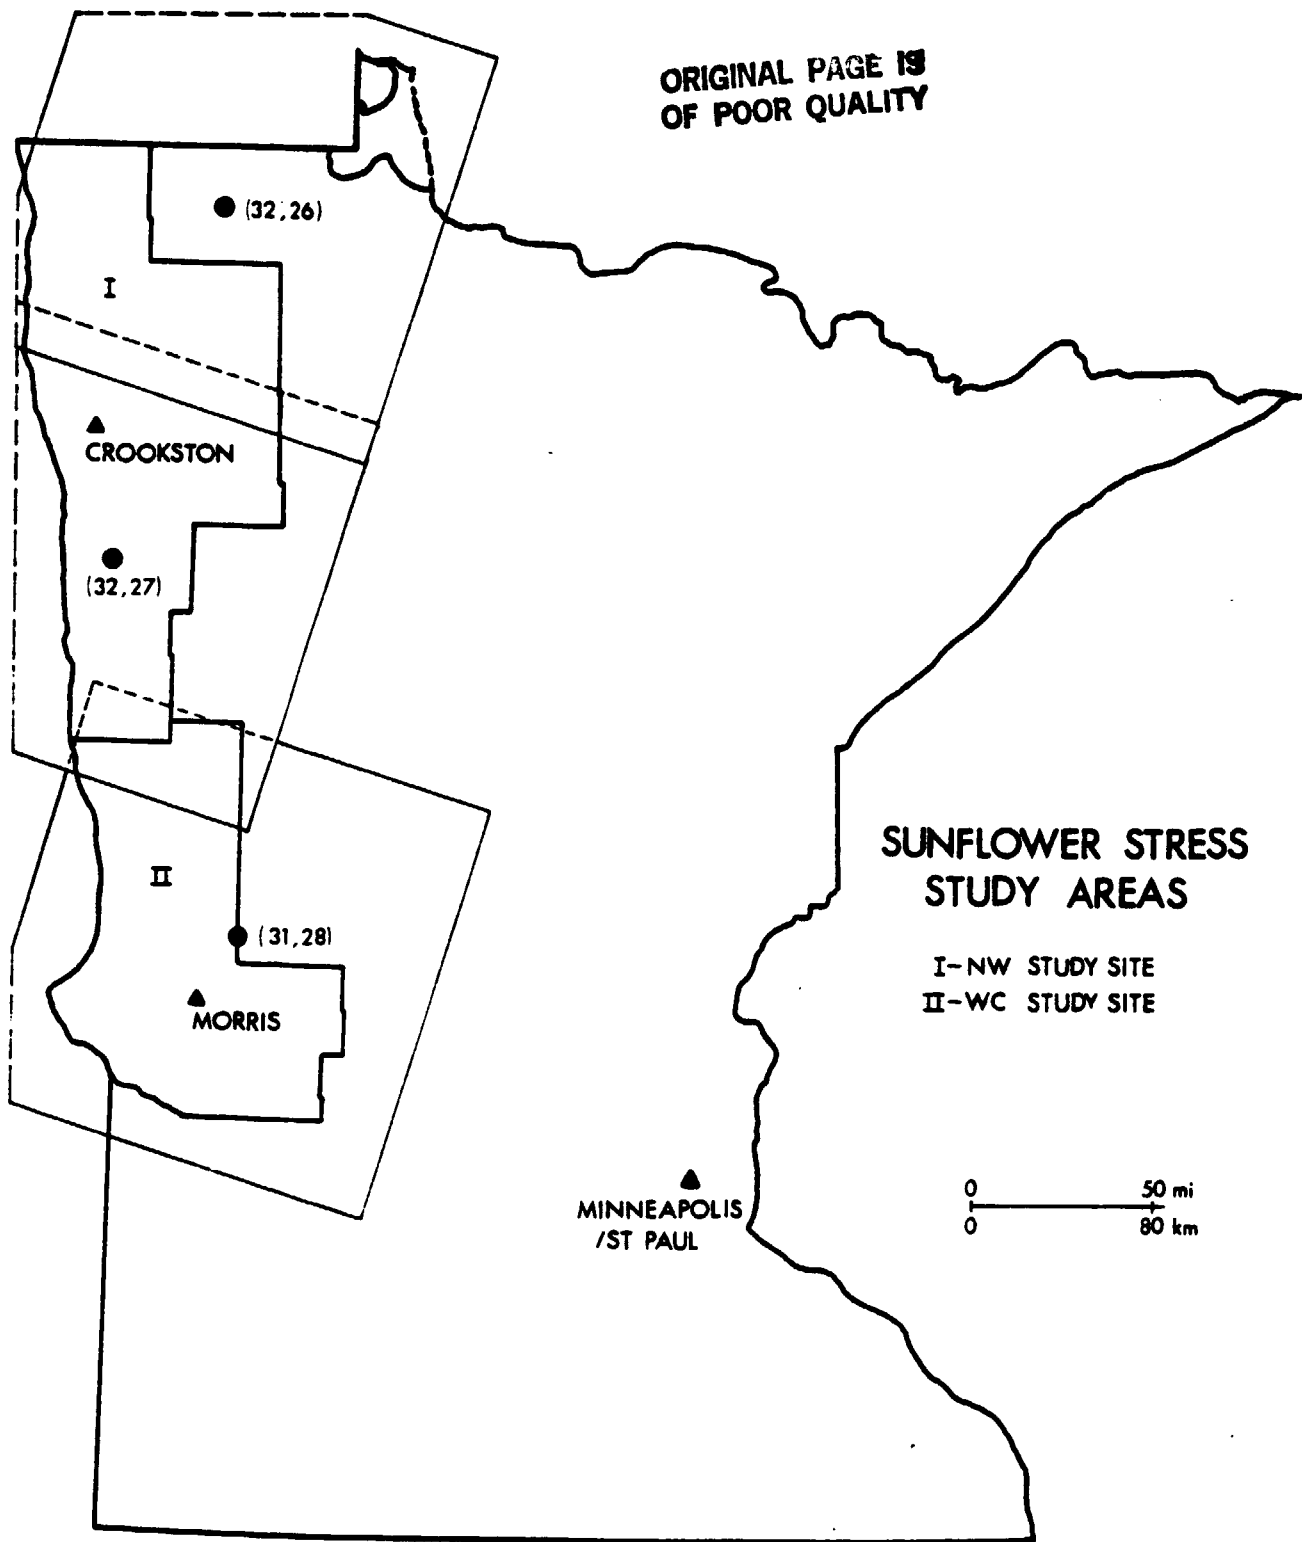 ORIGINAL PAGE IS
OF POOR QUALITY
(32,26)
I
CROOKSTON
(32,27)
II
(31,28)
MORRIS
SUNFLOWER STRESS
STUDY AREAS
I-NW STUDY SITE
II-WC STUDY SITE
MINNEAPOLIS
/ST PAUL
0 50 mi
0 80 km